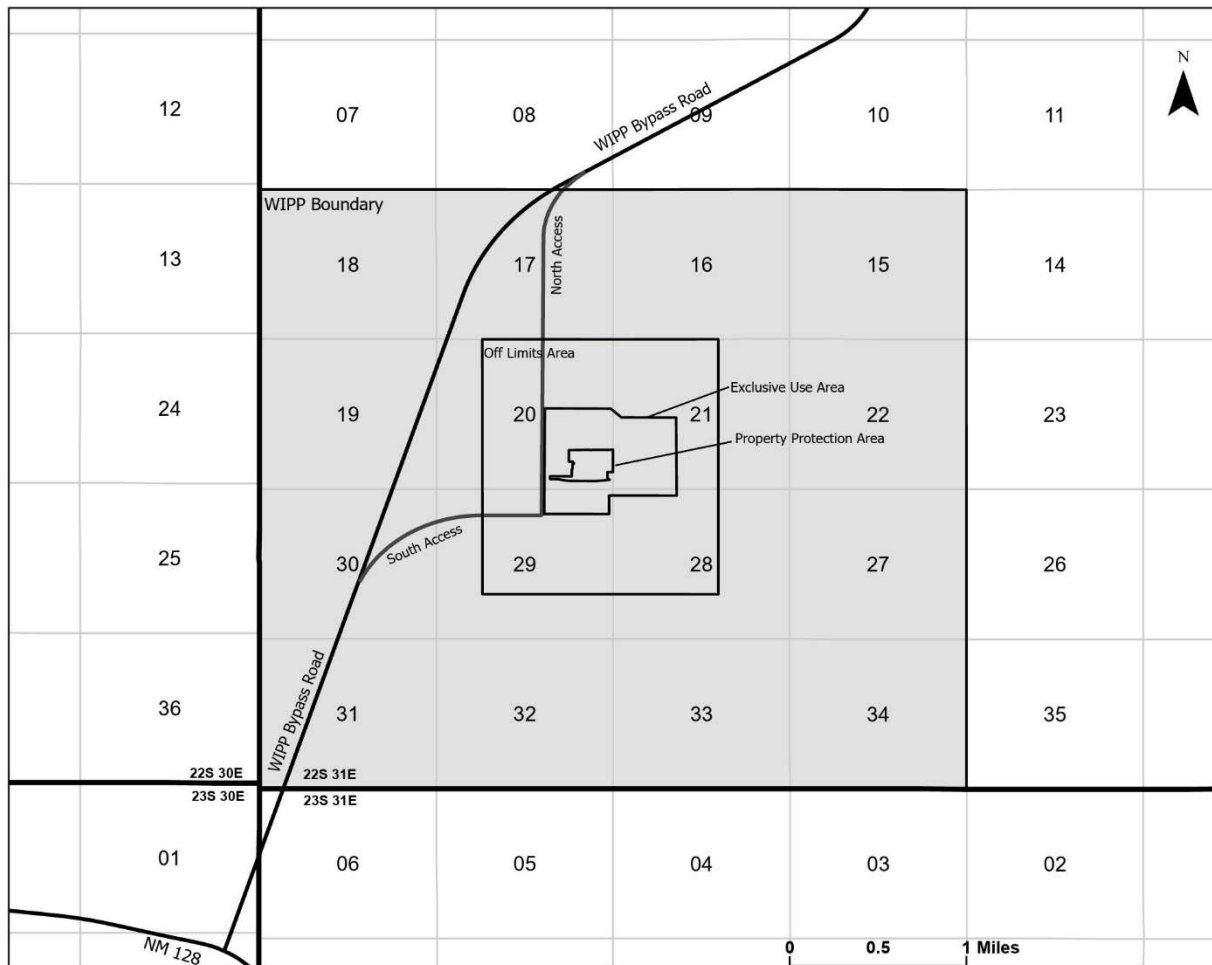 N
12
07
08
09
10
11
WIPP Bypass Road
WIPP Boundary
13
18
17
North Access
16
15
14
Off Limits Area
24
19
20
Exclusive Use Area
21
22
23
Property Protection Area
25
30
South Access
29
28
27
26
WIPP Bypass Road
36
31
32
33
34
35
22S 30E
22S 31E
23S 30E
23S 31E
01
06
05
04
03
02
NM 128
0 0.5 1 Miles